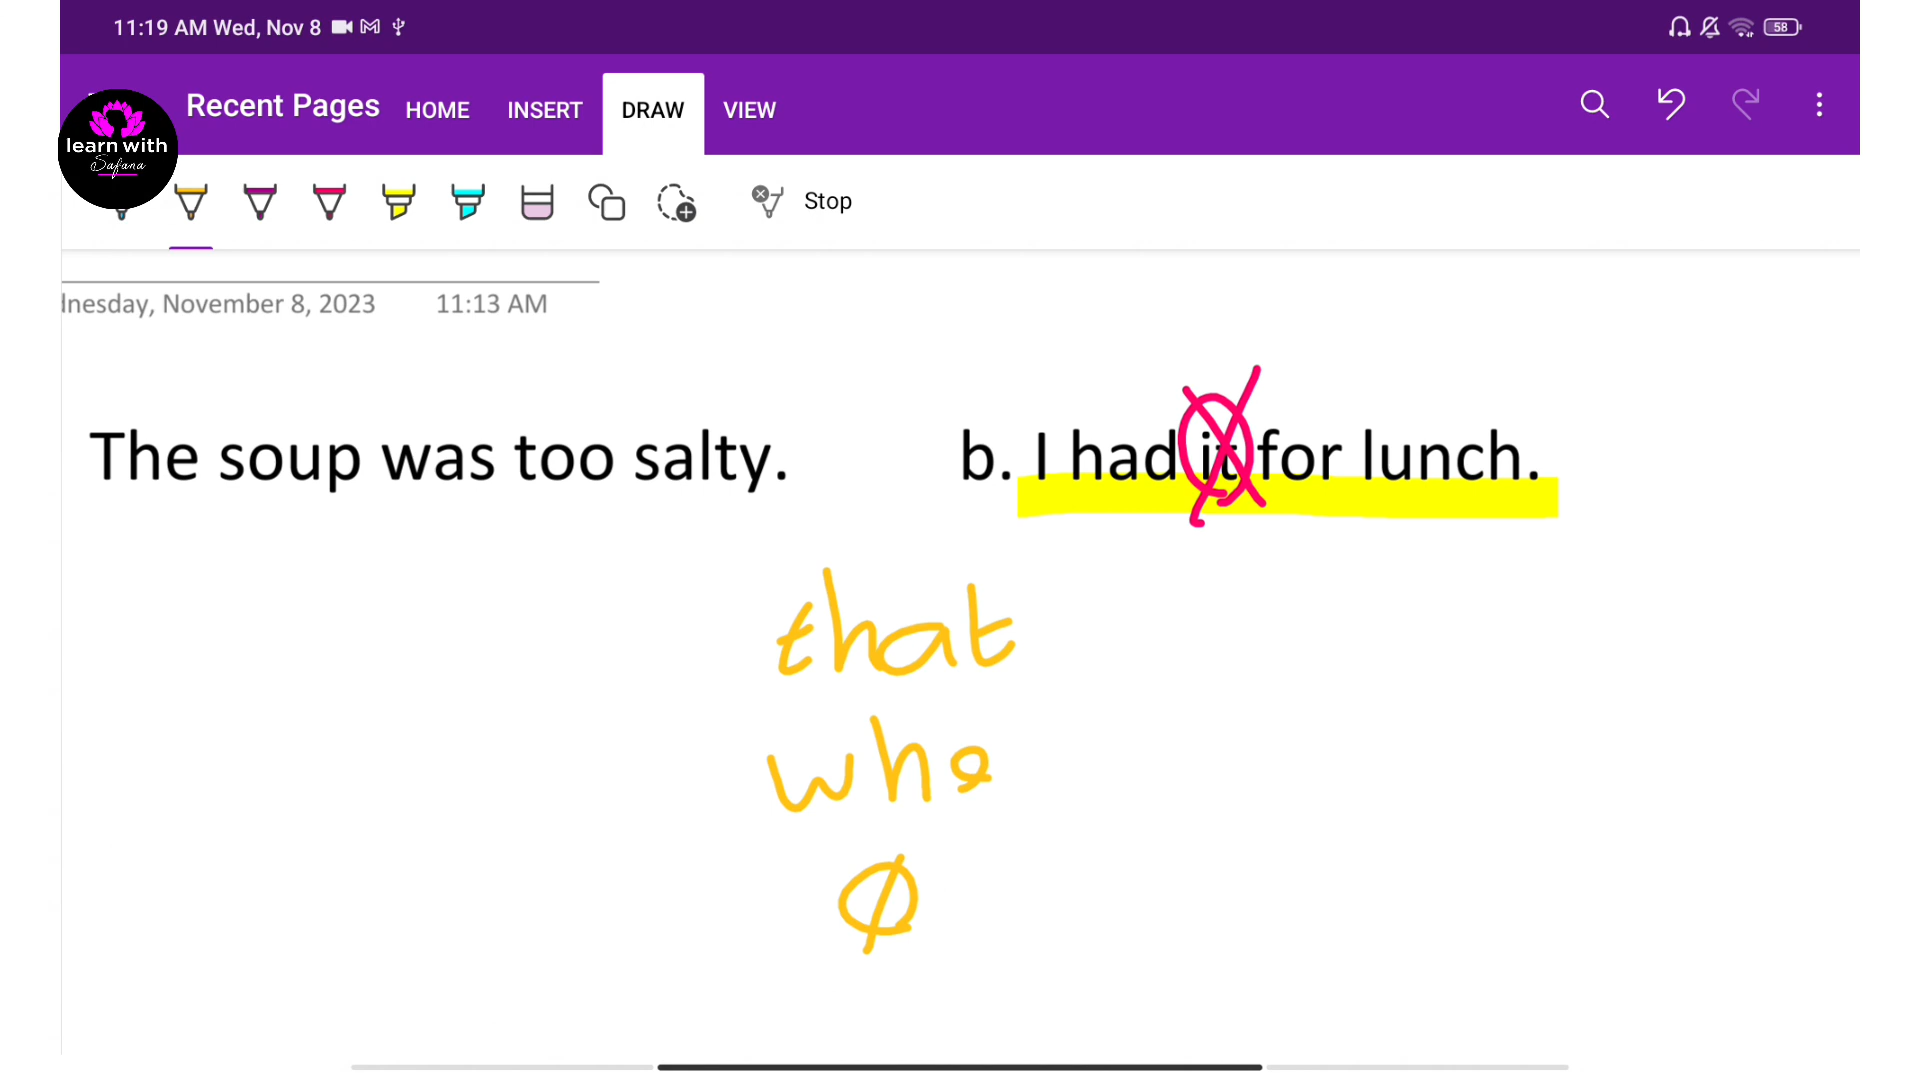 11:19 AM Wed, Nov 8 58
Recent Pages HOME INSERT DRAW VIEW
learn with
Safana
Stop
dnesday, November 8, 2023 11:13 AM
The soup was too salty. b. I had it for lunch.
that
who
Ø